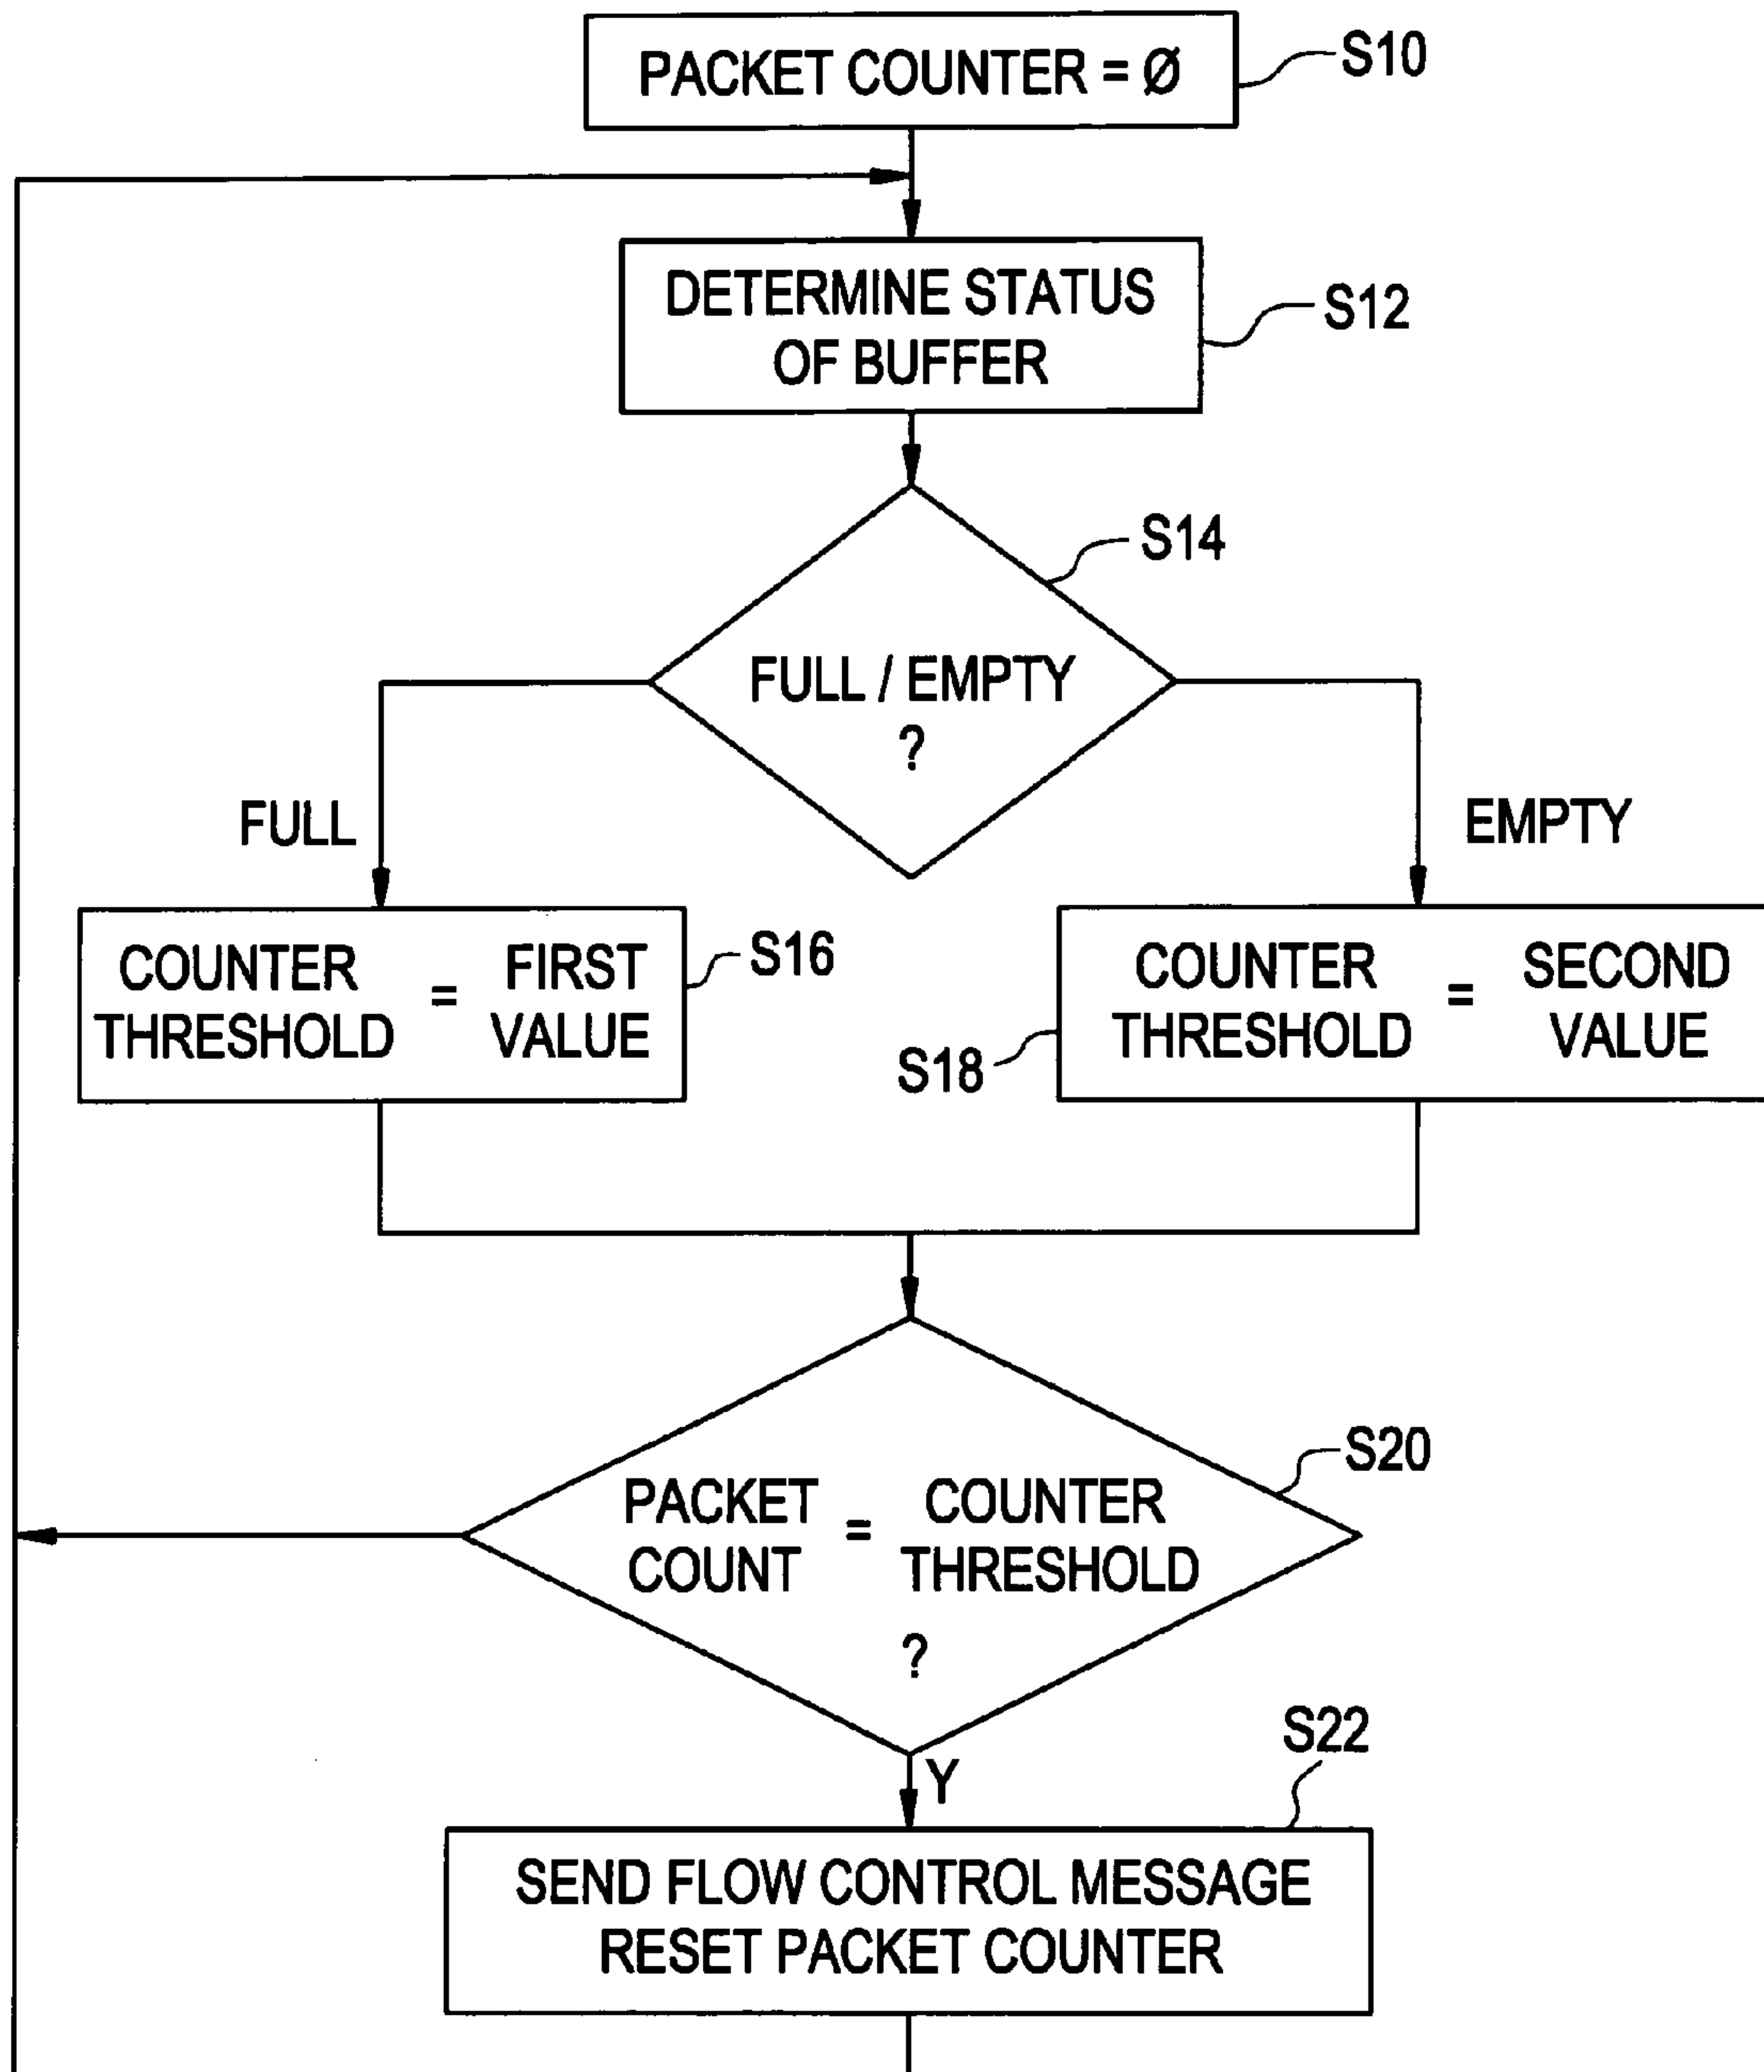 PACKET COUNTER = Ø
S10
DETERMINE STATUS
OF BUFFER
S12
S14
FULL / EMPTY
?
FULL
EMPTY
COUNTER THRESHOLD = FIRST VALUE
S16
COUNTER THRESHOLD = SECOND VALUE
S18
PACKET COUNT = COUNTER THRESHOLD
?
S20
Y
S22
SEND FLOW CONTROL MESSAGE
RESET PACKET COUNTER